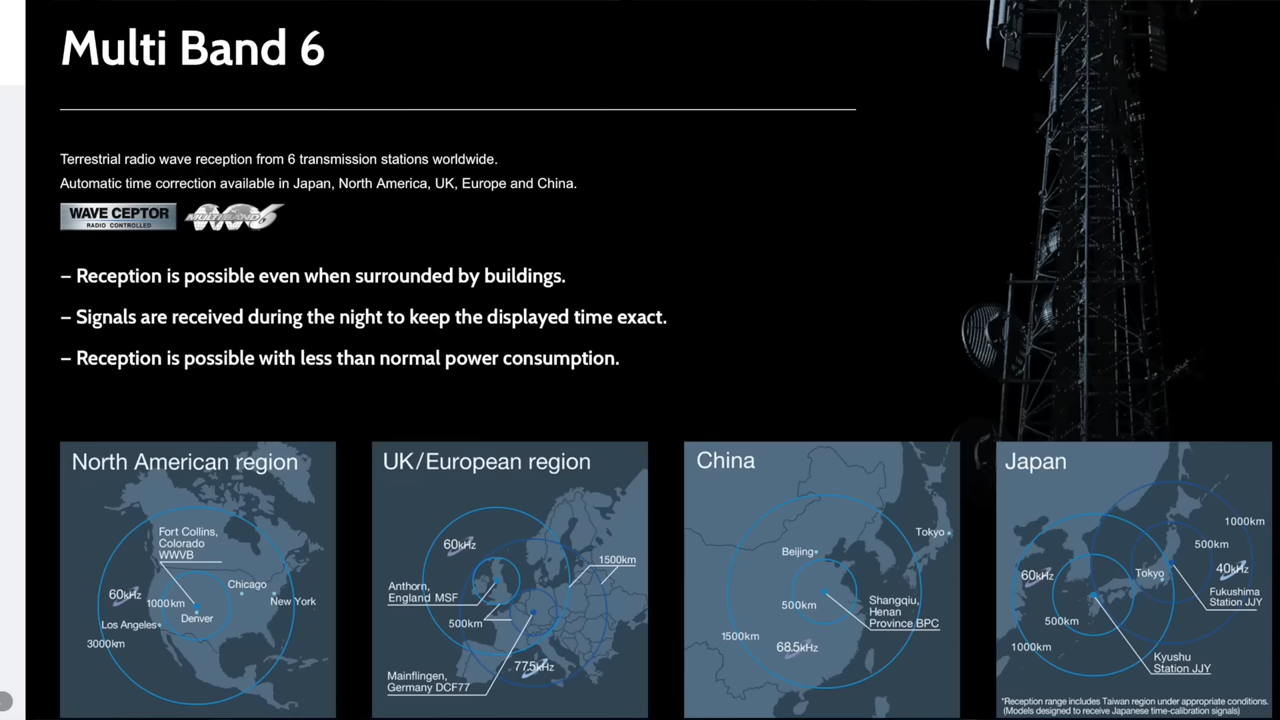 Multi Band 6
Terrestrial radio wave reception from 6 transmission stations worldwide.
Automatic time correction available in Japan, North America, UK, Europe and China.
WAVE CEPTOR
RADIO CONTROLLED
MULTIBAND 6
– Reception is possible even when surrounded by buildings.
– Signals are received during the night to keep the displayed time exact.
– Reception is possible with less than normal power consumption.
North American region
Fort Collins,
Colorado
WWVB
60kHz
1000km
Chicago
New York
Denver
Los Angeles
3000km
UK/European region
60kHz
1500km
Anthorn,
England MSF
500km
77.5kHz
Mainflingen,
Germany DCF77
China
Tokyo
Beijing
500km
Shangqiu,
Henan
Province BPC
1500km
68.5kHz
Japan
1000km
500km
40kHz
Tokyo
60kHz
Fukushima
Station JJY
500km
1000km
Kyushu
Station JJY
*Reception range includes Taiwan region under appropriate conditions.
(Models designed to receive Japanese time-calibration signals)